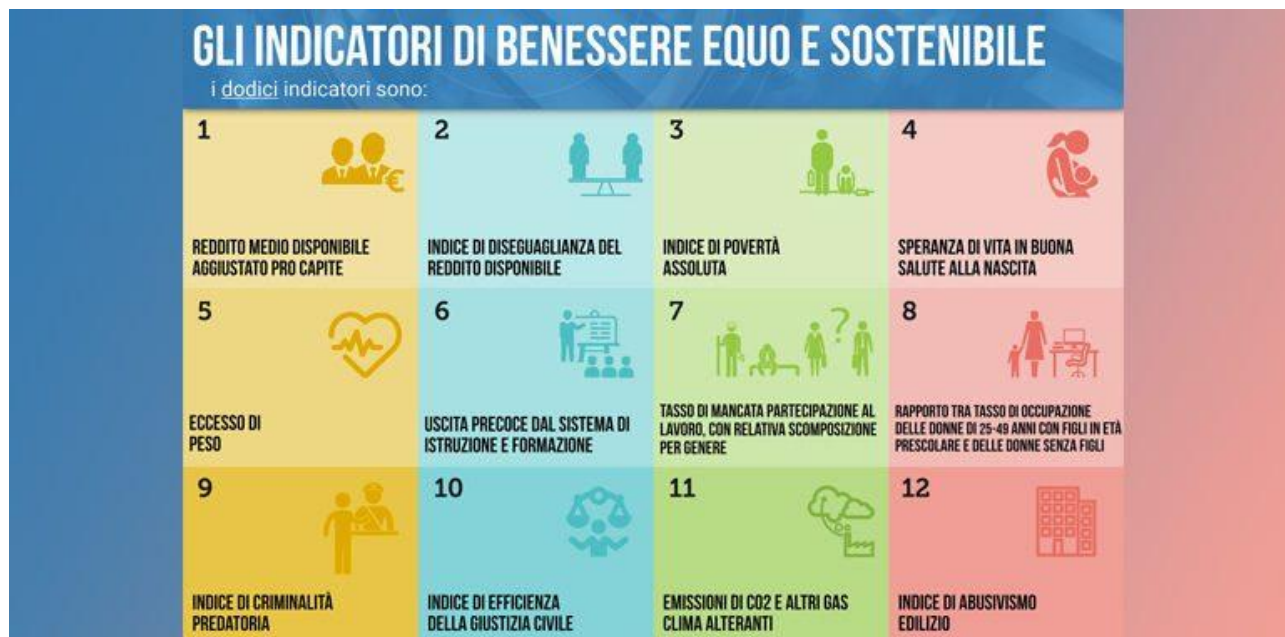 GLI INDICATORI DI BENESSERE EQUO E SOSTENIBILE
i dodici indicatori sono:
1
REDDITO MEDIO DISPONIBILE
AGGIUSTATO PRO CAPITE
2
INDICE DI DISEGUAGLIANZA DEL
REDDITO DISPONIBILE
3
INDICE DI POVERTÀ
ASSOLUTA
4
SPERANZA DI VITA IN BUONA
SALUTE ALLA NASCITA
5
ECCESSO DI
PESO
6
USCITA PRECOCE DAL SISTEMA DI
ISTRUZIONE E FORMAZIONE
7
TASSO DI MANCATA PARTECIPAZIONE AL
LAVORO, CON RELATIVA SCOMPOSIZIONE
PER GENERE
8
RAPPORTO TRA TASSO DI OCCUPAZIONE
DELLE DONNE DI 25-49 ANNI CON FIGLI IN ETÀ
PRESCOLARE E DELLE DONNE SENZA FIGLI
9
INDICE DI CRIMINALITÀ
PREDATORIA
10
INDICE DI EFFICIENZA
DELLA GIUSTIZIA CIVILE
11
EMISSIONI DI CO2 E ALTRI GAS
CLIMA ALTERANTI
12
INDICE DI ABUSIVISMO
EDILIZIO